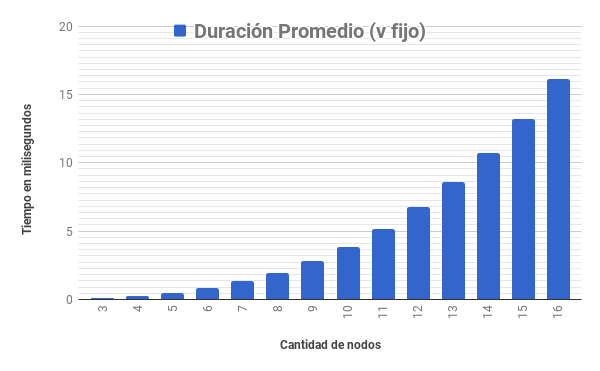 Duración Promedio (v fijo)
20
15
10
5
0
Tiempo en milisegundos
3 4 5 6 7 8 9 10 11 12 13 14 15 16
Cantidad de nodos